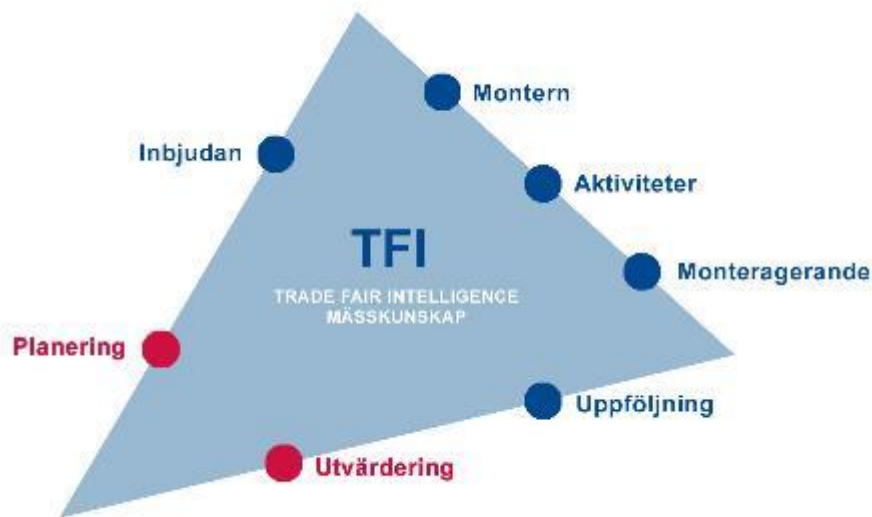 Montern
Inbjudan
Aktiviteter
TFI
TRADE FAIR INTELLIGENCE
MÄSSKUNSKAP
Monteragerande
Planering
Uppföljning
Utvärdering